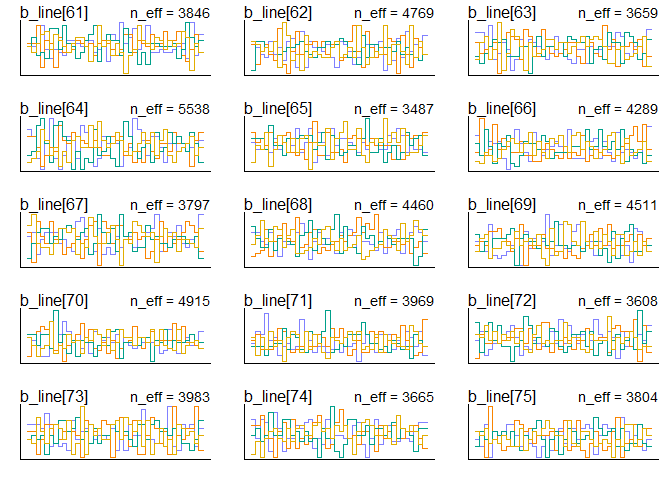 b_line[61] n_eff = 3846 b_line[62] n_eff = 4769 b_line[63] n_eff = 3659
b_line[64] n_eff = 5538 b_line[65] n_eff = 3487 b_line[66] n_eff = 4289
b_line[67] n_eff = 3797 b_line[68] n_eff = 4460 b_line[69] n_eff = 4511
b_line[70] n_eff = 4915 b_line[71] n_eff = 3969 b_line[72] n_eff = 3608
b_line[73] n_eff = 3983 b_line[74] n_eff = 3665 b_line[75] n_eff = 3804